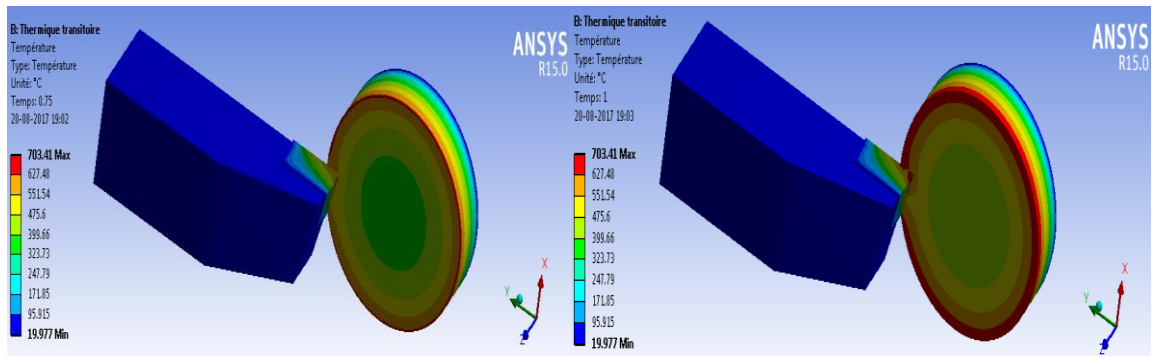 B: Thermique transitoire
Température
Type: Température
Unité: °C
Temps: 0.75
20-08-2017 19:02
703.41 Max
627.48
551.54
475.6
399.66
323.73
247.79
171.85
95.915
19.977 Min
ANSYS
R15.0
X
Y
Z
B: Thermique transitoire
Température
Type: Température
Unité: °C
Temps: 1
20-08-2017 19:03
703.41 Max
627.48
551.54
475.6
399.66
323.73
247.79
171.85
95.915
19.977 Min
ANSYS
R15.0
X
Y
Z